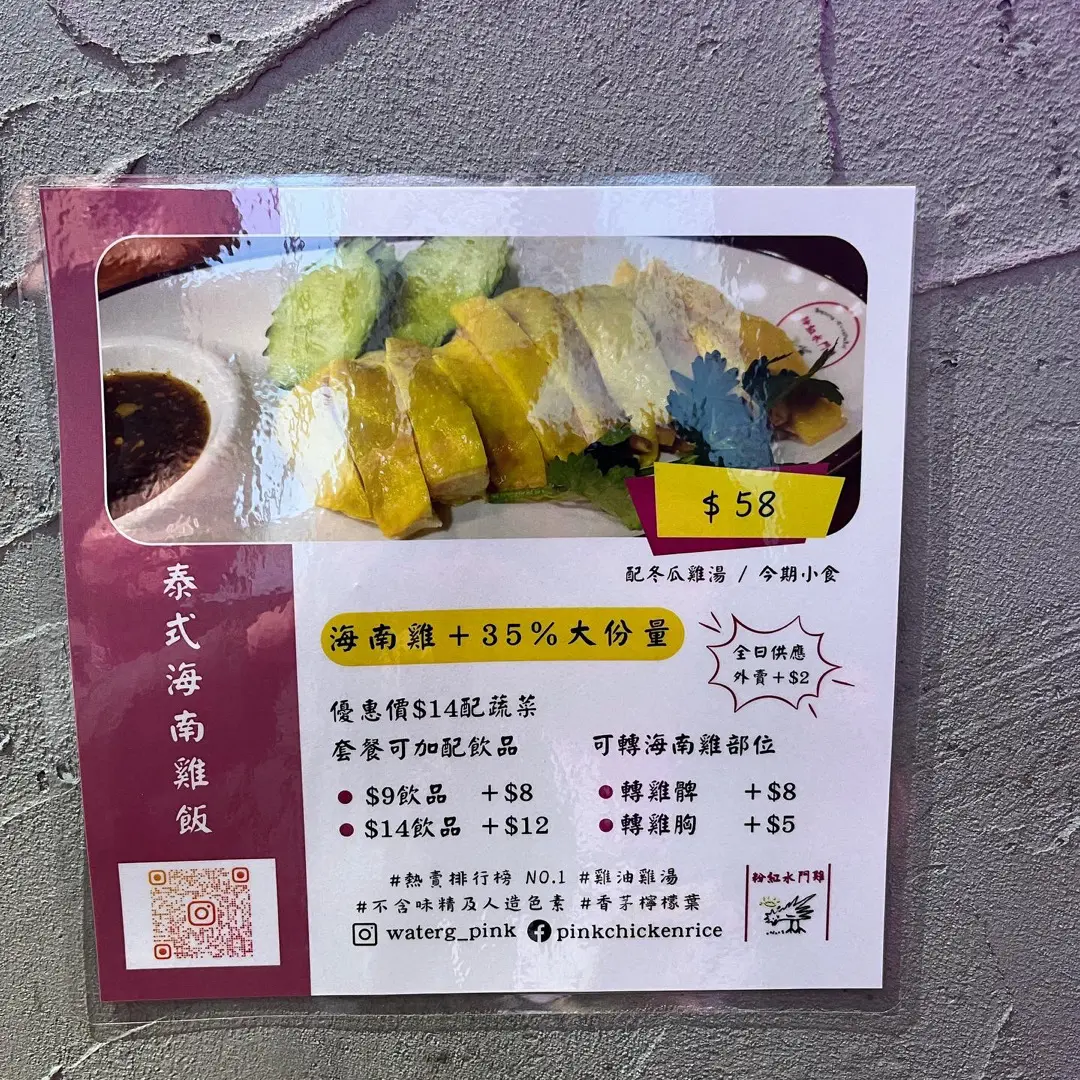 粉紅水門
$58
配冬瓜雞湯 / 今期小食
泰式海南雞飯
海南雞+35%大份量
全日供應
外賣+$2
優惠價$14配蔬菜
套餐可加配飲品
$9飲品 +$8
$14飲品 +$12
可轉海南雞部位
轉雞髀 +$8
轉雞胸 +$5
#熱賣排行榜 NO.1 #雞油雞湯
#不含味精及人造色素 #香茅檸檬葉
waterg_pink pinkchickenrice
粉紅水門雞